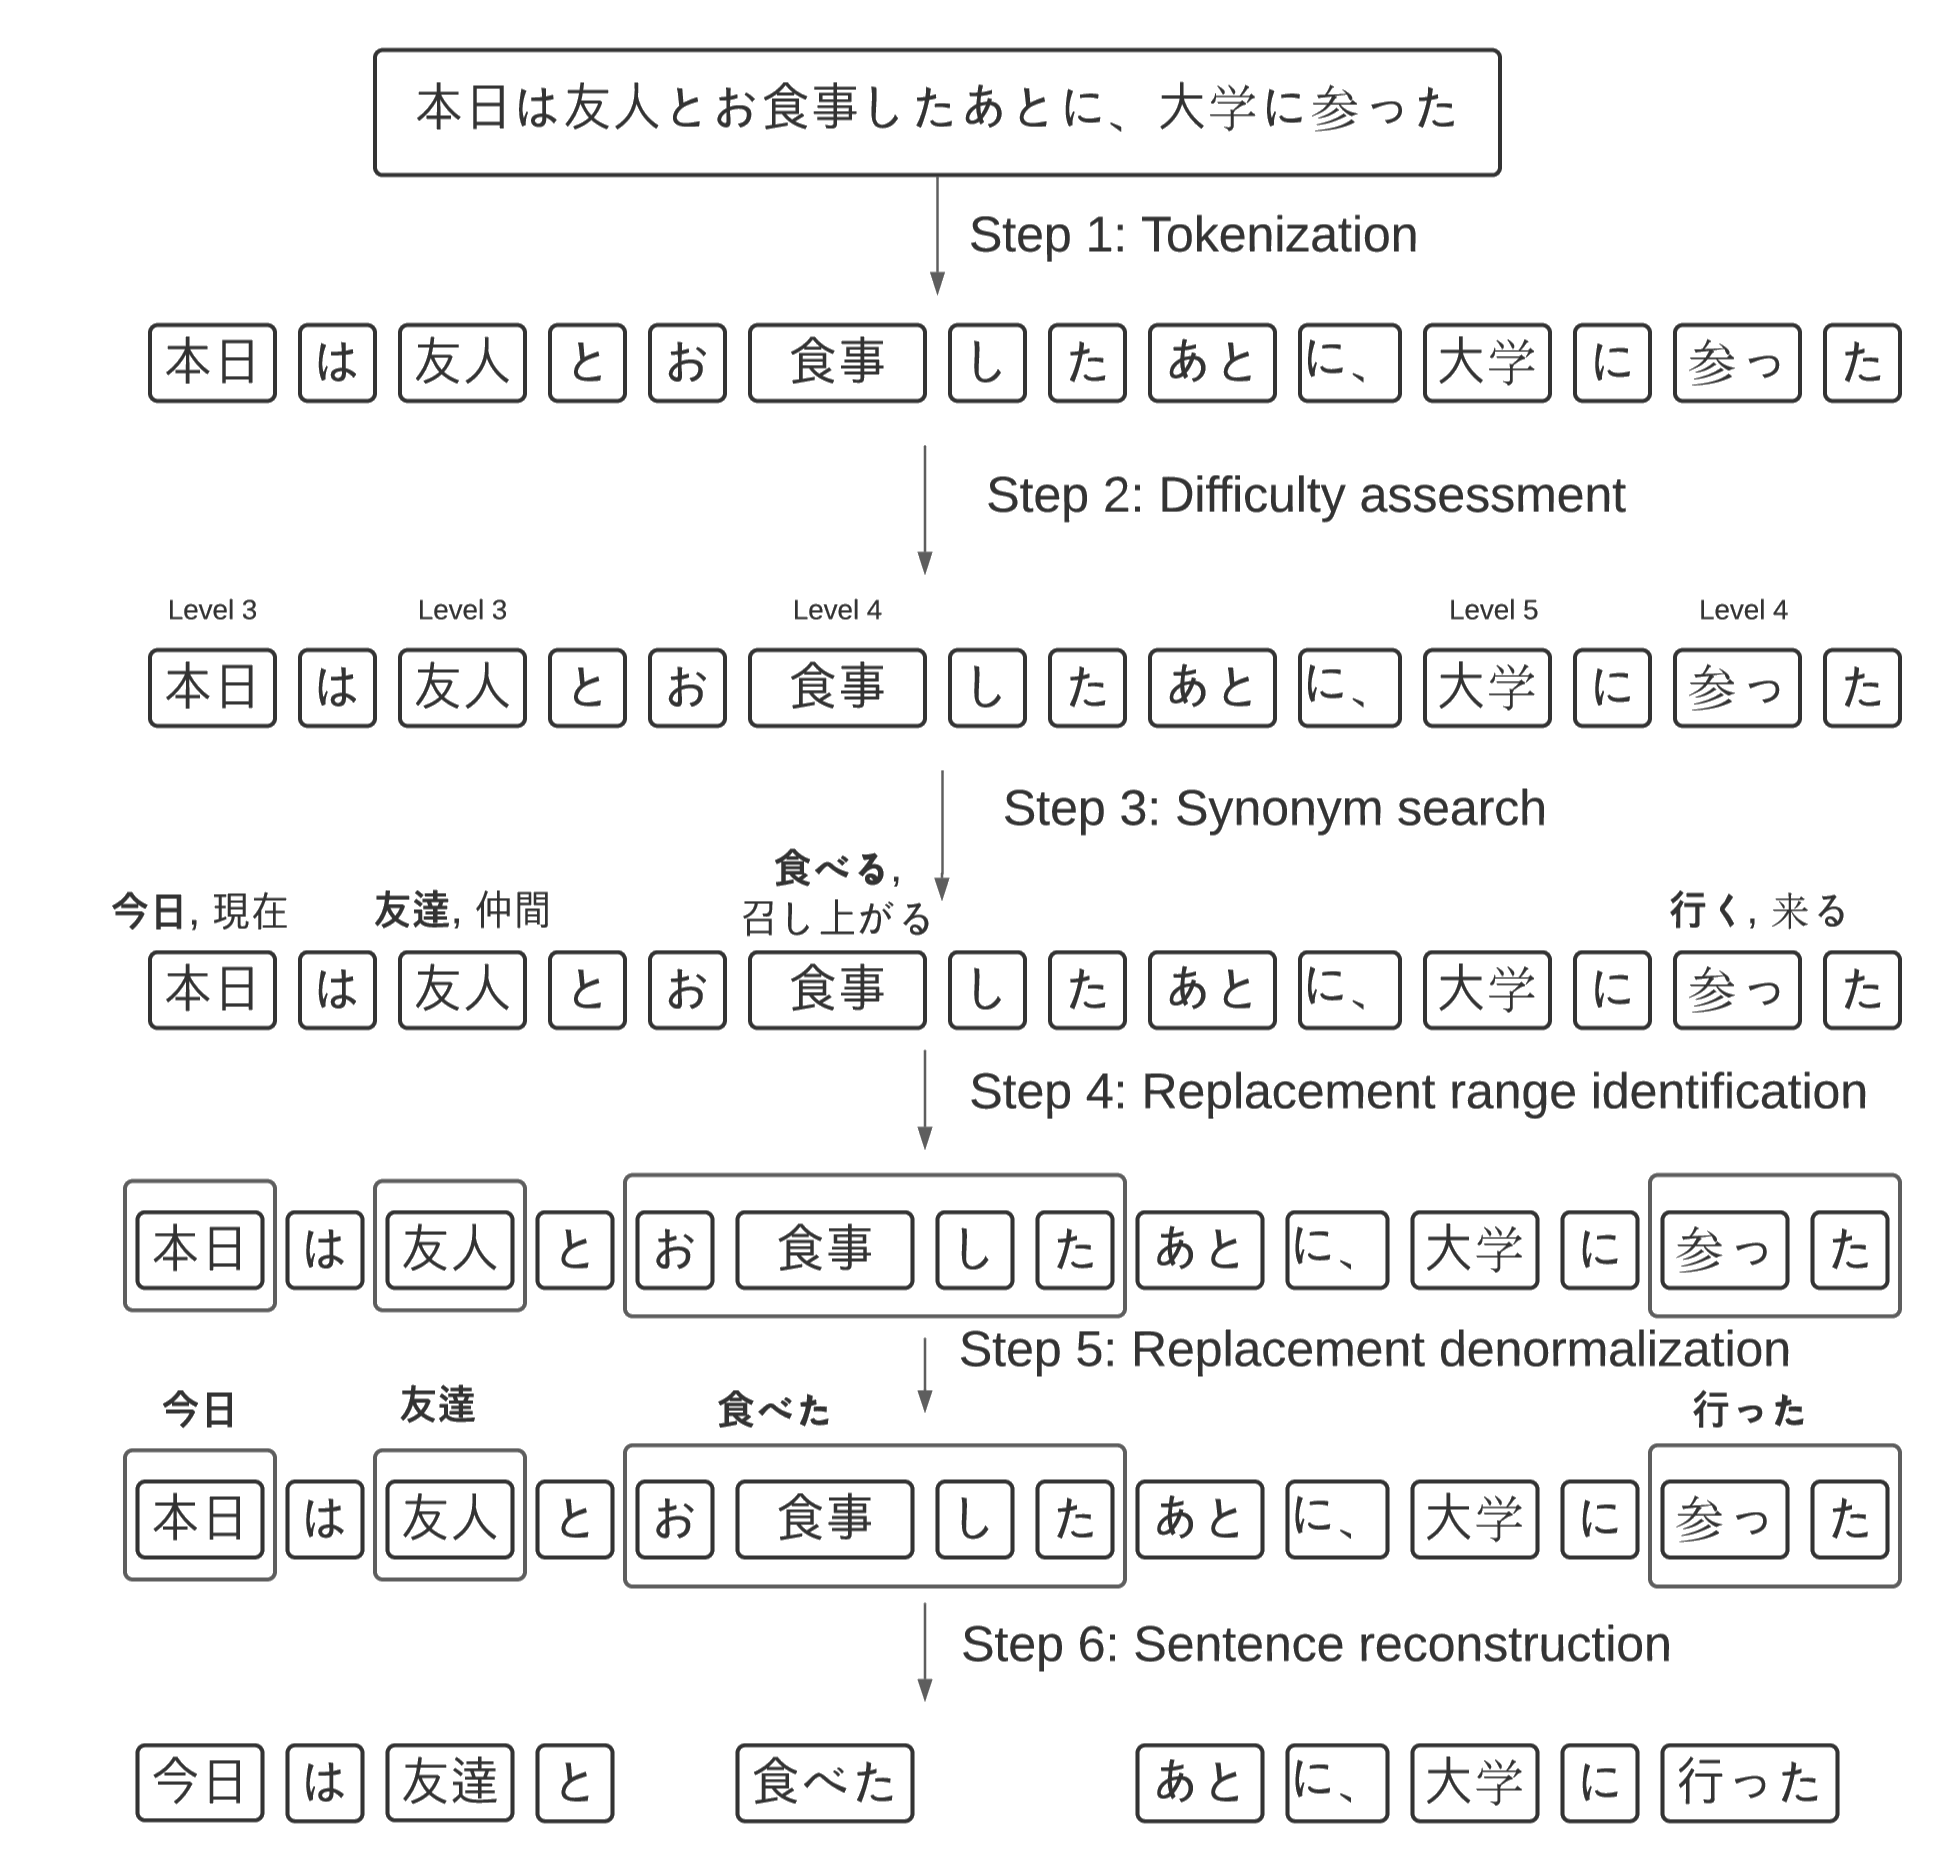 本日は友人とお食事したあとに、大学に参った
Step 1: Tokenization
本日 は 友人 と お 食事 し た あと に、 大学 に 参っ た
Step 2: Difficulty assessment
Level 3 Level 3 Level 4 Level 5 Level 4
本日 は 友人 と お 食事 し た あと に、 大学 に 参っ た
Step 3: Synonym search
食べる,
今日, 現在 友達, 仲間 召し上がる 行く, 来る
本日 は 友人 と お 食事 し た あと に、 大学 に 参っ た
Step 4: Replacement range identification
本日 は 友人 と お 食事 し た あと に、 大学 に 参っ た
Step 5: Replacement denormalization
今日 友達 食べた 行った
本日 は 友人 と お 食事 し た あと に、 大学 に 参っ た
Step 6: Sentence reconstruction
今日 は 友達 と 食べた あと に、 大学 に 行った